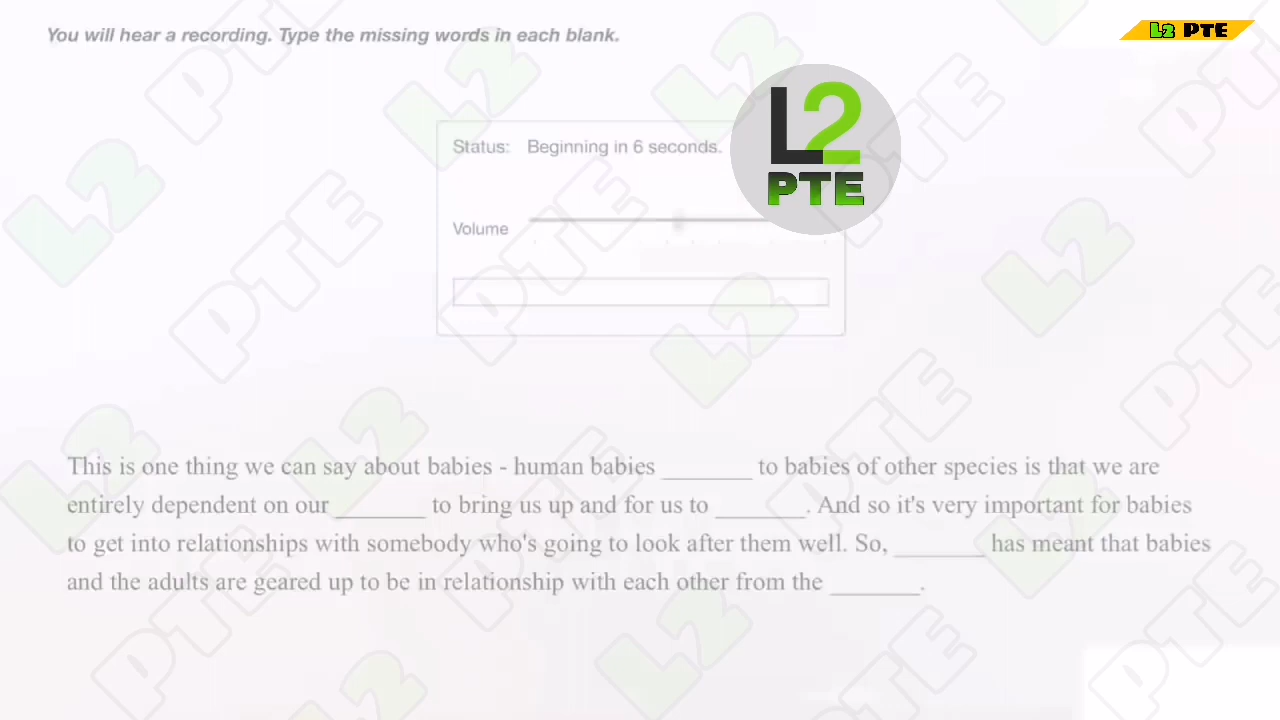 You will hear a recording. Type the missing words in each blank.
L2 PTE
Status: Beginning in 6 seconds.
L2
PTE
Volume
This is one thing we can say about babies - human babies _______ to babies of other species is that we are
entirely dependent on our _______ to bring us up and for us to _______. And so it's very important for babies
to get into relationships with somebody who's going to look after them well. So, _______ has meant that babies
and the adults are geared up to be in relationship with each other from the _______.